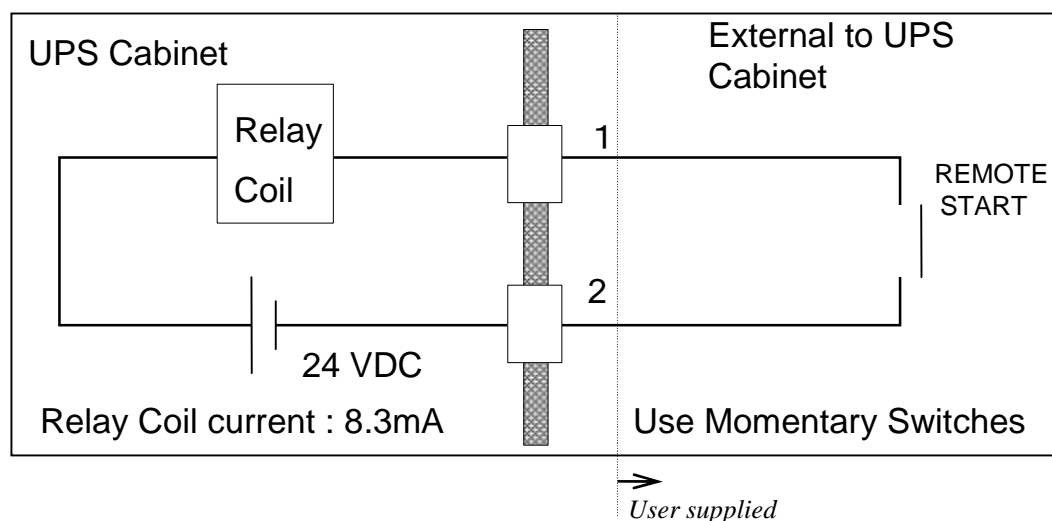 UPS Cabinet
External to UPS
Cabinet
Relay
Coil
1
REMOTE
START
2
24 VDC
Relay Coil current : 8.3mA
Use Momentary Switches
User supplied